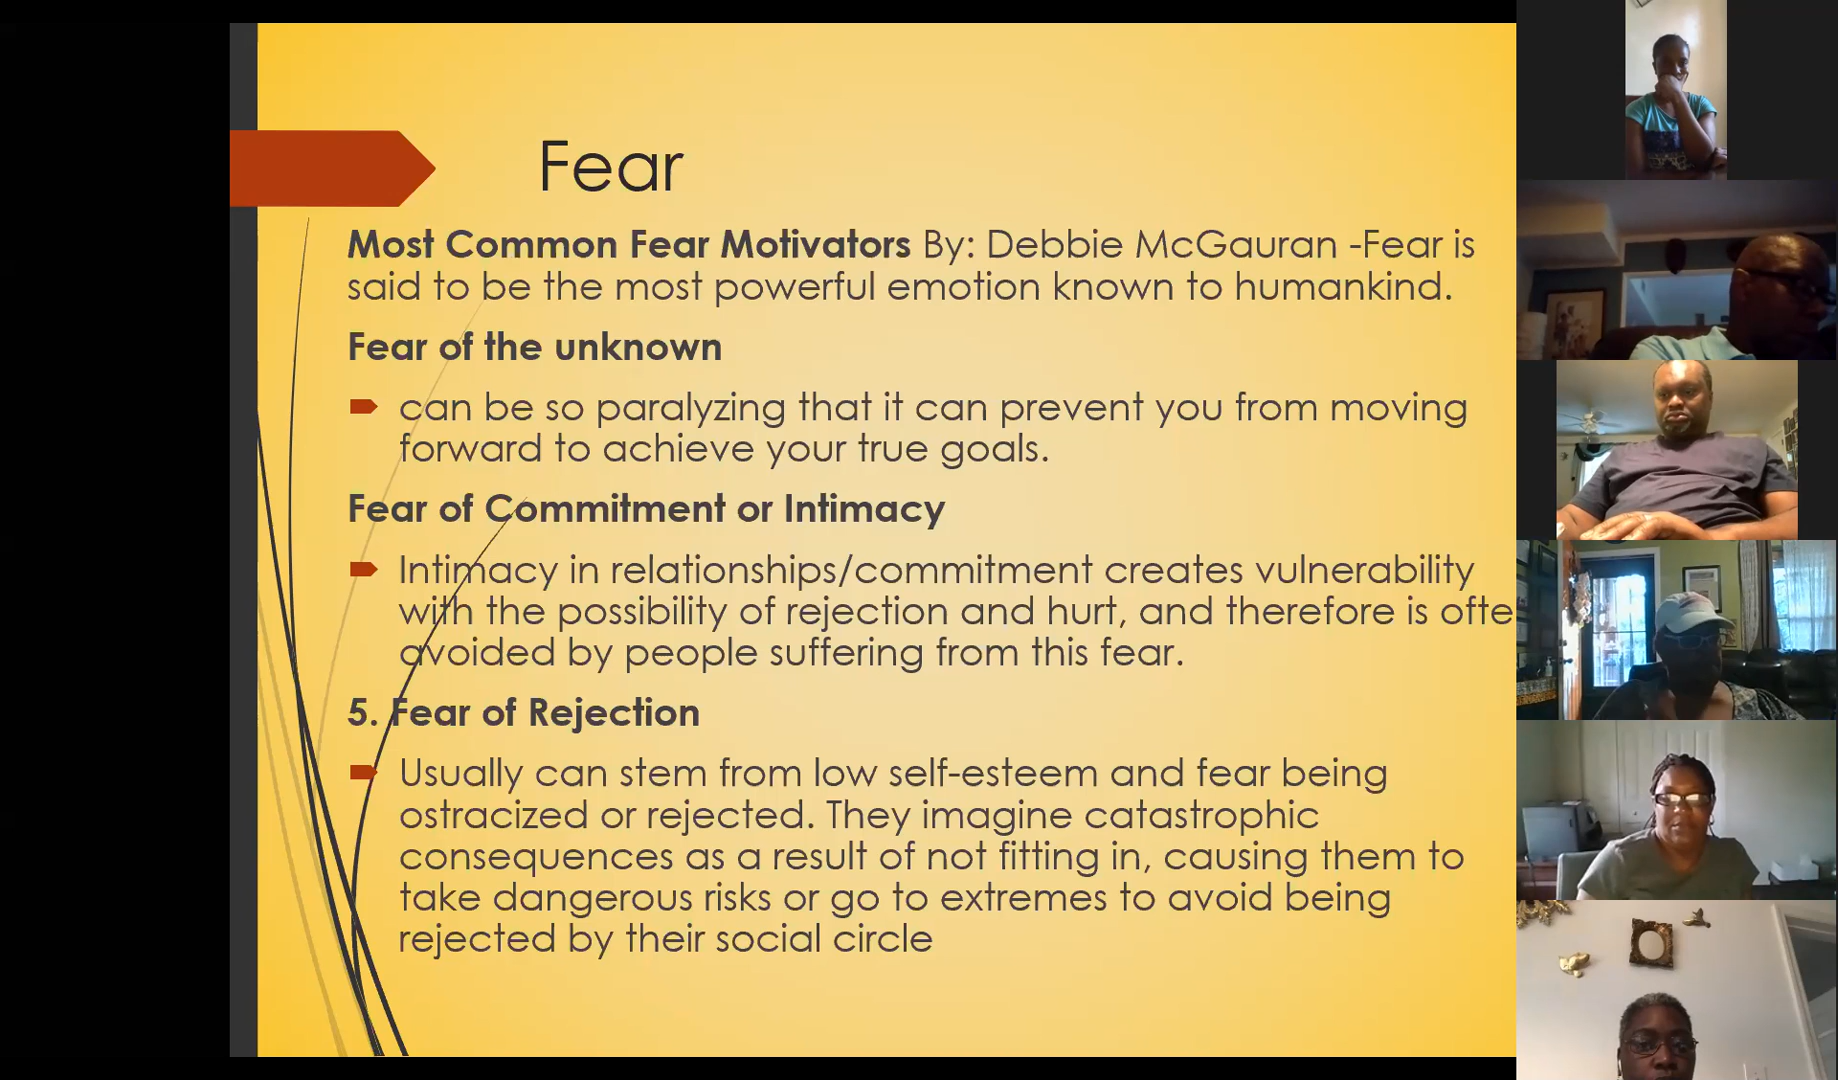 Fear
Most Common Fear Motivators By: Debbie McGauran -Fear is
said to be the most powerful emotion known to humankind.
Fear of the unknown
can be so paralyzing that it can prevent you from moving
forward to achieve your true goals.
Fear of Commitment or Intimacy
Intimacy in relationships/commitment creates vulnerability
with the possibility of rejection and hurt, and therefore is ofte
avoided by people suffering from this fear.
5. Fear of Rejection
Usually can stem from low self-esteem and fear being
ostracized or rejected. They imagine catastrophic
consequences as a result of not fitting in, causing them to
take dangerous risks or go to extremes to avoid being
rejected by their social circle